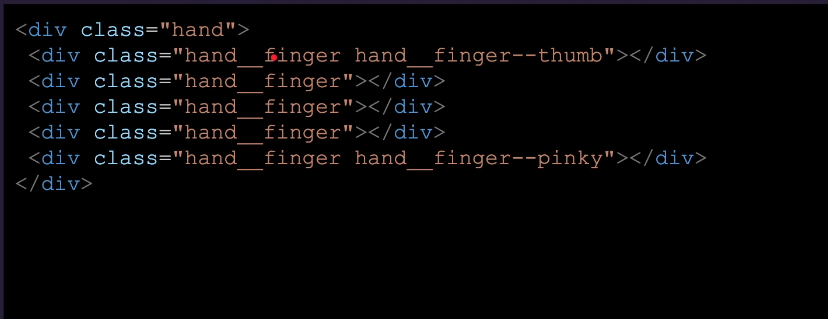 <div class="hand">
<div class="hand__finger hand__finger--thumb"></div>
<div class="hand__finger"></div>
<div class="hand__finger"></div>
<div class="hand__finger"></div>
<div class="hand__finger hand__finger--pinky"></div>
</div>